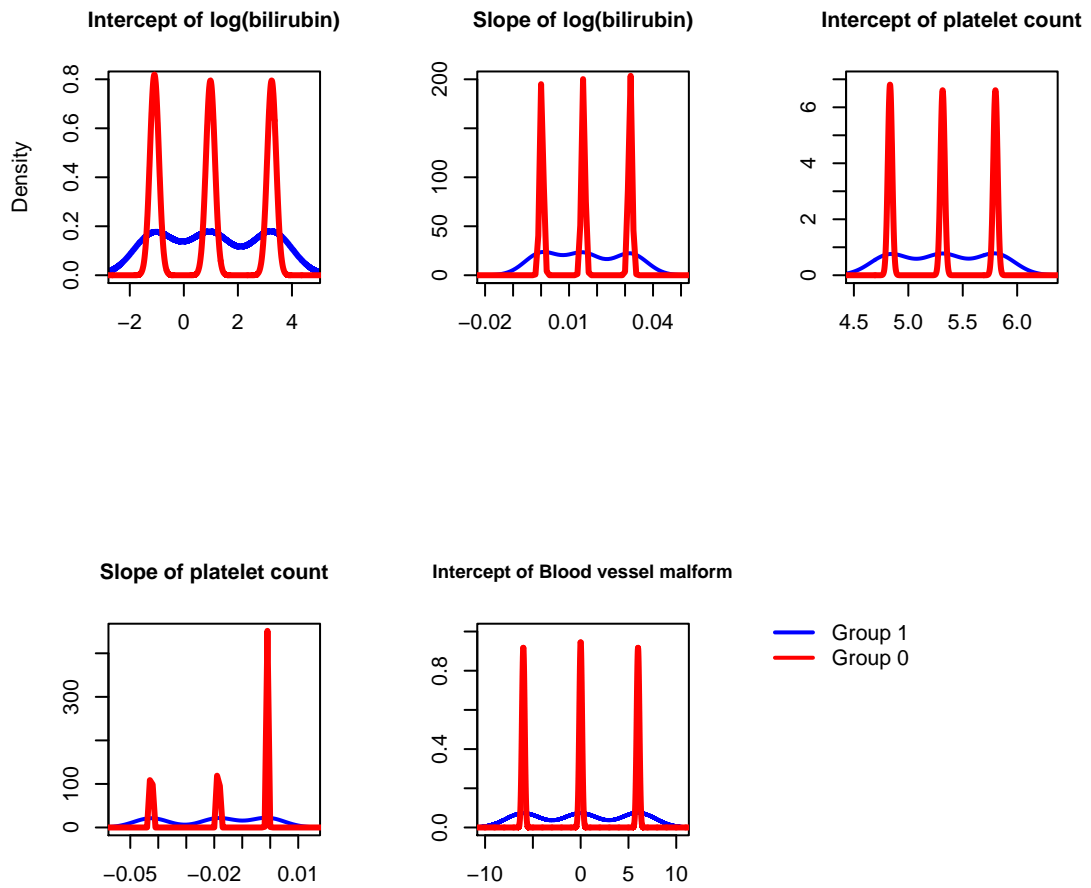 Intercept of log(bilirubin)
Slope of log(bilirubin)
Intercept of platelet count
Density
0.0 0.2 0.4 0.6 0.8
−2 0 2 4
0 50 100 200
−0.02 0.01 0.04
0 2 4 6
4.5 5.0 5.5 6.0
Slope of platelet count
Intercept of Blood vessel malform
0 100 300
−0.05 −0.02 0.01
0.0 0.4 0.8
−10 0 5 10
Group 1
Group 0